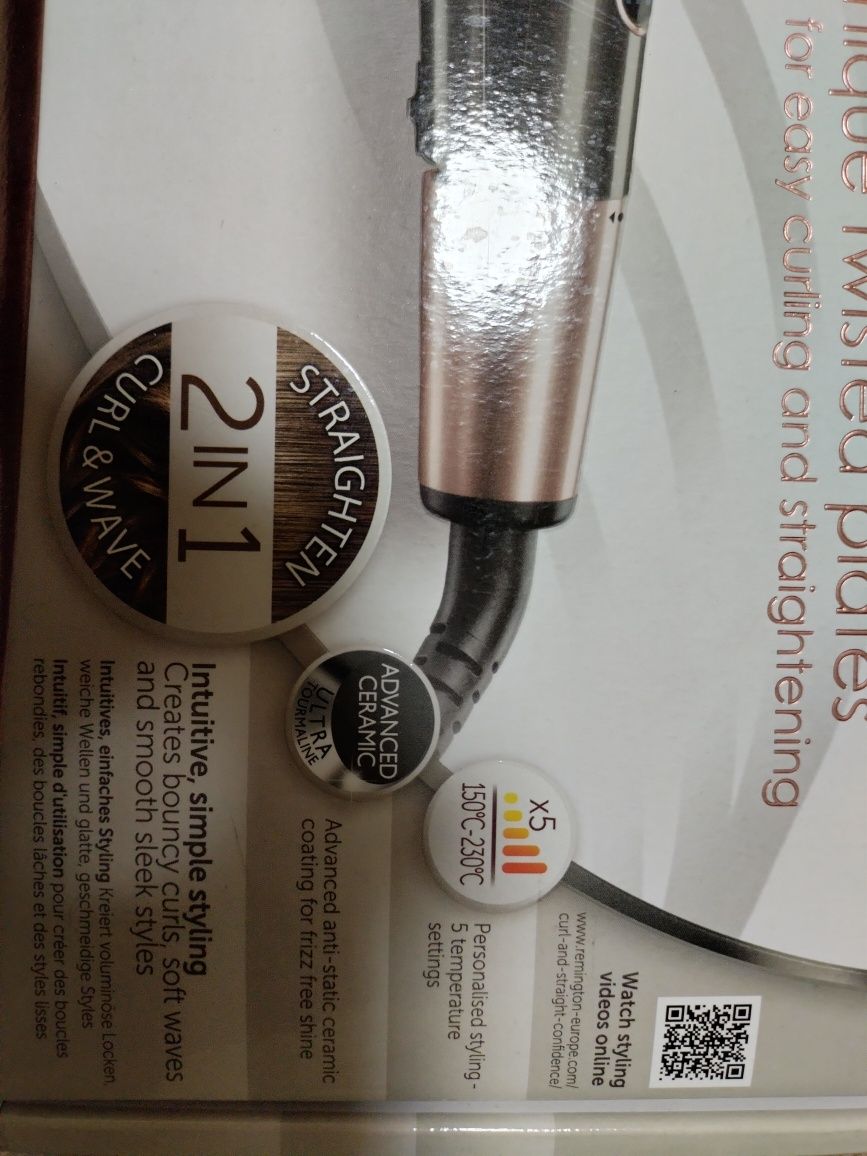 Twisted plates
for easy curling and straightening
STRAIGHTEN
2 IN 1
CURL & WAVE
ADVANCED
CERAMIC
ULTRA
TOURMALINE
x5
150°C-230°C
Watch styling
videos online
www.remington-europe.com/
curl-and-straight-confidence/
Personalised styling -
5 temperature
settings
Advanced anti-static ceramic
coating for frizz free shine
Intuitive, simple styling
Creates bouncy curls, soft waves
and smooth sleek styles
Intuitives, einfaches Styling Kreiert voluminöse Locken,
weiche Wellen und glatte, geschmeidige Styles
Intuitif, simple d'utilisation pour créer des boucles
rebondies, des boucles lâches et des styles lisses